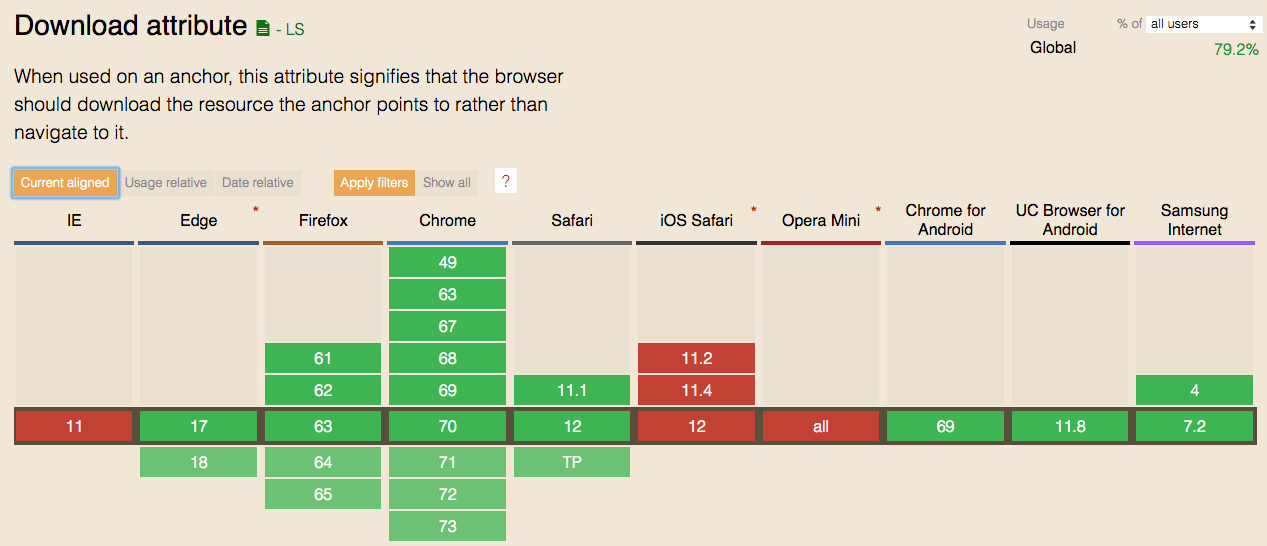 Download attribute - LS
Usage % of all users
Global 79.2%
When used on an anchor, this attribute signifies that the browser
should download the resource the anchor points to rather than
navigate to it.
Current aligned Usage relative Date relative Apply filters Show all ?
IE Edge * Firefox Chrome Safari iOS Safari * Opera Mini * Chrome for Android UC Browser for Android Samsung Internet
49
63
67
61 68 11.2
62 69 11.1 11.4 4
11 17 63 70 12 12 all 69 11.8 7.2
18 64 71 TP
65 72
73